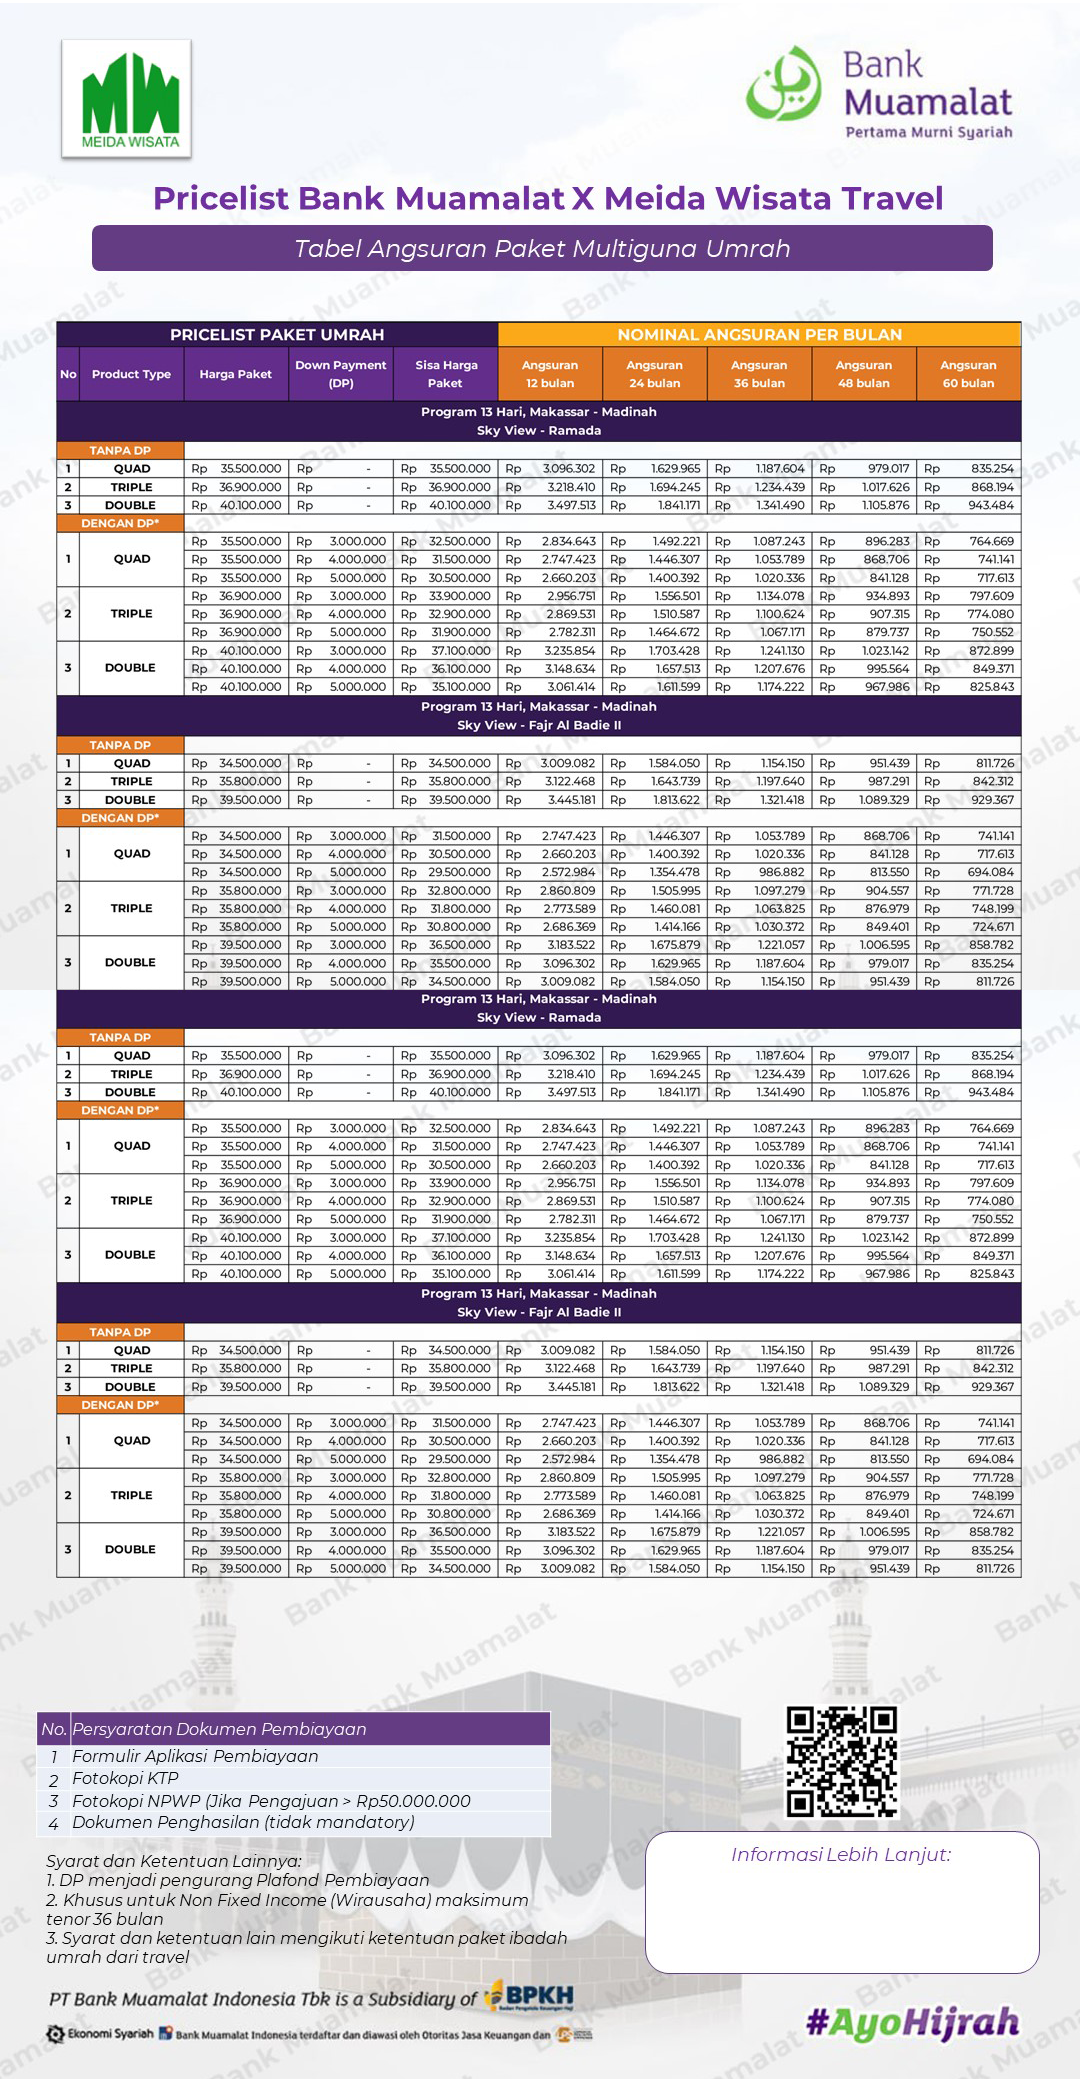 MEIDA WISATA
Bank
Muamalat
Pertama Murni Syariah
Pricelist Bank Muamalat X Meida Wisata Travel
Tabel Angsuran Paket Multiguna Umrah
PRICELIST PAKET UMRAH NOMINAL ANGSURAN PER BULAN
No Product Type Harga Paket Down Payment (DP) Sisa Harga Paket Angsuran 12 bulan Angsuran 24 bulan Angsuran 36 bulan Angsuran 48 bulan Angsuran 60 bulan
Program 13 Hari, Makassar - Madinah
Sky View - Ramada
TANPA DP
1 QUAD Rp 35.500.000 Rp - Rp 35.500.000 Rp 3.096.302 Rp 1.629.965 Rp 1.187.604 Rp 979.017 Rp 835.254
2 TRIPLE Rp 36.900.000 Rp - Rp 36.900.000 Rp 3.218.410 Rp 1.694.245 Rp 1.234.439 Rp 1.017.626 Rp 868.194
3 DOUBLE Rp 40.100.000 Rp - Rp 40.100.000 Rp 3.497.513 Rp 1.841.171 Rp 1.341.490 Rp 1.105.876 Rp 943.484
DENGAN DP*
Rp 35.500.000 Rp 3.000.000 Rp 32.500.000 Rp 2.834.643 Rp 1.492.221 Rp 1.087.243 Rp 896.283 Rp 764.669
1 QUAD Rp 35.500.000 Rp 4.000.000 Rp 31.500.000 Rp 2.747.423 Rp 1.446.307 Rp 1.053.789 Rp 868.706 Rp 741.141
Rp 35.500.000 Rp 5.000.000 Rp 30.500.000 Rp 2.660.203 Rp 1.400.392 Rp 1.020.336 Rp 841.128 Rp 717.613
Rp 36.900.000 Rp 3.000.000 Rp 33.900.000 Rp 2.956.751 Rp 1.556.501 Rp 1.134.078 Rp 934.893 Rp 797.609
2 TRIPLE Rp 36.900.000 Rp 4.000.000 Rp 32.900.000 Rp 2.869.531 Rp 1.510.587 Rp 1.100.624 Rp 907.315 Rp 774.080
Rp 36.900.000 Rp 5.000.000 Rp 31.900.000 Rp 2.782.311 Rp 1.464.672 Rp 1.067.171 Rp 879.737 Rp 750.552
Rp 40.100.000 Rp 3.000.000 Rp 37.100.000 Rp 3.235.854 Rp 1.703.428 Rp 1.241.130 Rp 1.023.142 Rp 872.899
3 DOUBLE Rp 40.100.000 Rp 4.000.000 Rp 36.100.000 Rp 3.148.634 Rp 1.657.513 Rp 1.207.676 Rp 995.564 Rp 849.371
Rp 40.100.000 Rp 5.000.000 Rp 35.100.000 Rp 3.061.414 Rp 1.611.599 Rp 1.174.222 Rp 967.986 Rp 825.843
Program 13 Hari, Makassar - Madinah
Sky View - Fajr Al Badie II
TANPA DP
1 QUAD Rp 34.500.000 Rp - Rp 34.500.000 Rp 3.009.082 Rp 1.584.050 Rp 1.154.150 Rp 951.439 Rp 811.726
2 TRIPLE Rp 35.800.000 Rp - Rp 35.800.000 Rp 3.122.468 Rp 1.643.739 Rp 1.197.640 Rp 987.291 Rp 842.312
3 DOUBLE Rp 39.500.000 Rp - Rp 39.500.000 Rp 3.445.181 Rp 1.813.622 Rp 1.321.418 Rp 1.089.329 Rp 929.367
DENGAN DP*
Rp 34.500.000 Rp 3.000.000 Rp 31.500.000 Rp 2.747.423 Rp 1.446.307 Rp 1.053.789 Rp 868.706 Rp 741.141
1 QUAD Rp 34.500.000 Rp 4.000.000 Rp 30.500.000 Rp 2.660.203 Rp 1.400.392 Rp 1.020.336 Rp 841.128 Rp 717.613
Rp 34.500.000 Rp 5.000.000 Rp 29.500.000 Rp 2.572.984 Rp 1.354.478 Rp 986.882 Rp 813.550 Rp 694.084
Rp 35.800.000 Rp 3.000.000 Rp 32.800.000 Rp 2.860.809 Rp 1.505.995 Rp 1.097.279 Rp 904.557 Rp 771.728
2 TRIPLE Rp 35.800.000 Rp 4.000.000 Rp 31.800.000 Rp 2.773.589 Rp 1.460.081 Rp 1.063.825 Rp 876.979 Rp 748.199
Rp 35.800.000 Rp 5.000.000 Rp 30.800.000 Rp 2.686.369 Rp 1.414.166 Rp 1.030.372 Rp 849.401 Rp 724.671
Rp 39.500.000 Rp 3.000.000 Rp 36.500.000 Rp 3.183.522 Rp 1.675.879 Rp 1.221.057 Rp 1.006.595 Rp 858.782
3 DOUBLE Rp 39.500.000 Rp 4.000.000 Rp 35.500.000 Rp 3.096.302 Rp 1.629.965 Rp 1.187.604 Rp 979.017 Rp 835.254
Rp 39.500.000 Rp 5.000.000 Rp 34.500.000 Rp 3.009.082 Rp 1.584.050 Rp 1.154.150 Rp 951.439 Rp 811.726
Program 13 Hari, Makassar - Madinah
Sky View - Ramada
TANPA DP
1 QUAD Rp 35.500.000 Rp - Rp 35.500.000 Rp 3.096.302 Rp 1.629.965 Rp 1.187.604 Rp 979.017 Rp 835.254
2 TRIPLE Rp 36.900.000 Rp - Rp 36.900.000 Rp 3.218.410 Rp 1.694.245 Rp 1.234.439 Rp 1.017.626 Rp 868.194
3 DOUBLE Rp 40.100.000 Rp - Rp 40.100.000 Rp 3.497.513 Rp 1.841.171 Rp 1.341.490 Rp 1.105.876 Rp 943.484
DENGAN DP*
Rp 35.500.000 Rp 3.000.000 Rp 32.500.000 Rp 2.834.643 Rp 1.492.221 Rp 1.087.243 Rp 896.283 Rp 764.669
1 QUAD Rp 35.500.000 Rp 4.000.000 Rp 31.500.000 Rp 2.747.423 Rp 1.446.307 Rp 1.053.789 Rp 868.706 Rp 741.141
Rp 35.500.000 Rp 5.000.000 Rp 30.500.000 Rp 2.660.203 Rp 1.400.392 Rp 1.020.336 Rp 841.128 Rp 717.613
Rp 36.900.000 Rp 3.000.000 Rp 33.900.000 Rp 2.956.751 Rp 1.556.501 Rp 1.134.078 Rp 934.893 Rp 797.609
2 TRIPLE Rp 36.900.000 Rp 4.000.000 Rp 32.900.000 Rp 2.869.531 Rp 1.510.587 Rp 1.100.624 Rp 907.315 Rp 774.080
Rp 36.900.000 Rp 5.000.000 Rp 31.900.000 Rp 2.782.311 Rp 1.464.672 Rp 1.067.171 Rp 879.737 Rp 750.552
Rp 40.100.000 Rp 3.000.000 Rp 37.100.000 Rp 3.235.854 Rp 1.703.428 Rp 1.241.130 Rp 1.023.142 Rp 872.899
3 DOUBLE Rp 40.100.000 Rp 4.000.000 Rp 36.100.000 Rp 3.148.634 Rp 1.657.513 Rp 1.207.676 Rp 995.564 Rp 849.371
Rp 40.100.000 Rp 5.000.000 Rp 35.100.000 Rp 3.061.414 Rp 1.611.599 Rp 1.174.222 Rp 967.986 Rp 825.843
Program 13 Hari, Makassar - Madinah
Sky View - Fajr Al Badie II
TANPA DP
1 QUAD Rp 34.500.000 Rp - Rp 34.500.000 Rp 3.009.082 Rp 1.584.050 Rp 1.154.150 Rp 951.439 Rp 811.726
2 TRIPLE Rp 35.800.000 Rp - Rp 35.800.000 Rp 3.122.468 Rp 1.643.739 Rp 1.197.640 Rp 987.291 Rp 842.312
3 DOUBLE Rp 39.500.000 Rp - Rp 39.500.000 Rp 3.445.181 Rp 1.813.622 Rp 1.321.418 Rp 1.089.329 Rp 929.367
DENGAN DP*
Rp 34.500.000 Rp 3.000.000 Rp 31.500.000 Rp 2.747.423 Rp 1.446.307 Rp 1.053.789 Rp 868.706 Rp 741.141
1 QUAD Rp 34.500.000 Rp 4.000.000 Rp 30.500.000 Rp 2.660.203 Rp 1.400.392 Rp 1.020.336 Rp 841.128 Rp 717.613
Rp 34.500.000 Rp 5.000.000 Rp 29.500.000 Rp 2.572.984 Rp 1.354.478 Rp 986.882 Rp 813.550 Rp 694.084
Rp 35.800.000 Rp 3.000.000 Rp 32.800.000 Rp 2.860.809 Rp 1.505.995 Rp 1.097.279 Rp 904.557 Rp 771.728
2 TRIPLE Rp 35.800.000 Rp 4.000.000 Rp 31.800.000 Rp 2.773.589 Rp 1.460.081 Rp 1.063.825 Rp 876.979 Rp 748.199
Rp 35.800.000 Rp 5.000.000 Rp 30.800.000 Rp 2.686.369 Rp 1.414.166 Rp 1.030.372 Rp 849.401 Rp 724.671
Rp 39.500.000 Rp 3.000.000 Rp 36.500.000 Rp 3.183.522 Rp 1.675.879 Rp 1.221.057 Rp 1.006.595 Rp 858.782
3 DOUBLE Rp 39.500.000 Rp 4.000.000 Rp 35.500.000 Rp 3.096.302 Rp 1.629.965 Rp 1.187.604 Rp 979.017 Rp 835.254
Rp 39.500.000 Rp 5.000.000 Rp 34.500.000 Rp 3.009.082 Rp 1.584.050 Rp 1.154.150 Rp 951.439 Rp 811.726
No. Persyaratan Dokumen Pembiayaan
1 Formulir Aplikasi Pembiayaan
2 Fotokopi KTP
3 Fotokopi NPWP (Jika Pengajuan > Rp50.000.000
4 Dokumen Penghasilan (tidak mandatory)
Syarat dan Ketentuan Lainnya:
1. DP menjadi pengurang Plafond Pembiayaan
2. Khusus untuk Non Fixed Income (Wirausaha) maksimum
tenor 36 bulan
3. Syarat dan ketentuan lain mengikuti ketentuan paket ibadah
umrah dari travel
Informasi Lebih Lanjut:
PT Bank Muamalat Indonesia Tbk is a Subsidiary of BPKH
Badan Pengelola Keuangan Haji
Ekonomi Syariah Bank Muamalat Indonesia terdaftar dan diawasi oleh Otoritas Jasa Keuangan dan
#AyoHijrah